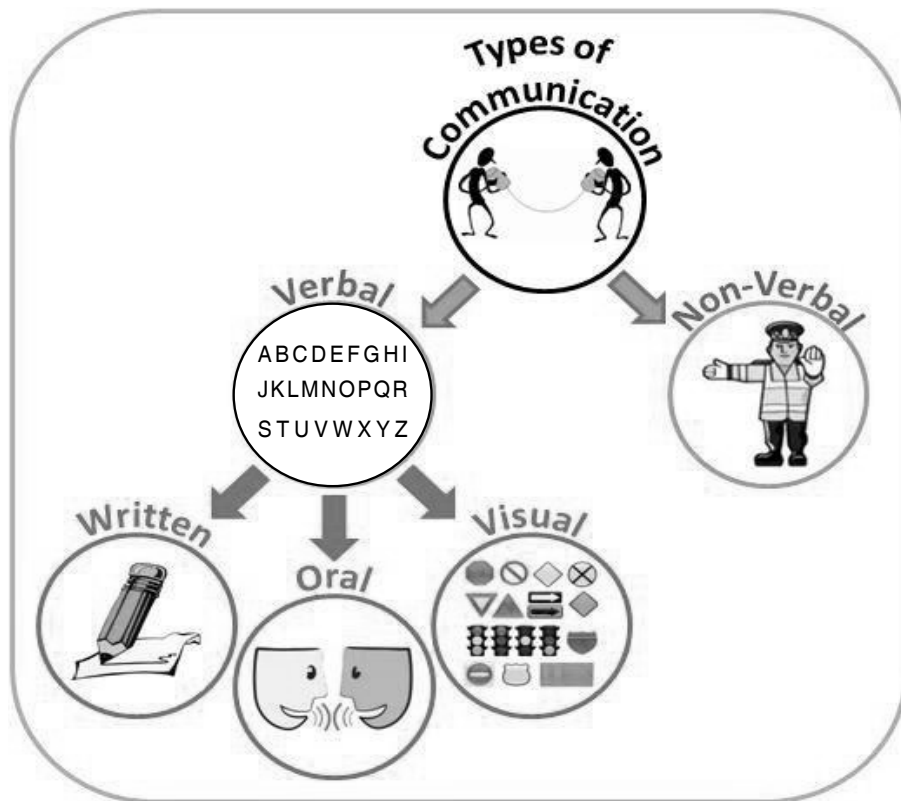 Types of
Communication
Verbal
Non-Verbal
ABCDEFGHI
JKLMNOPQR
STUVWXYZ
Written
Oral
Visual